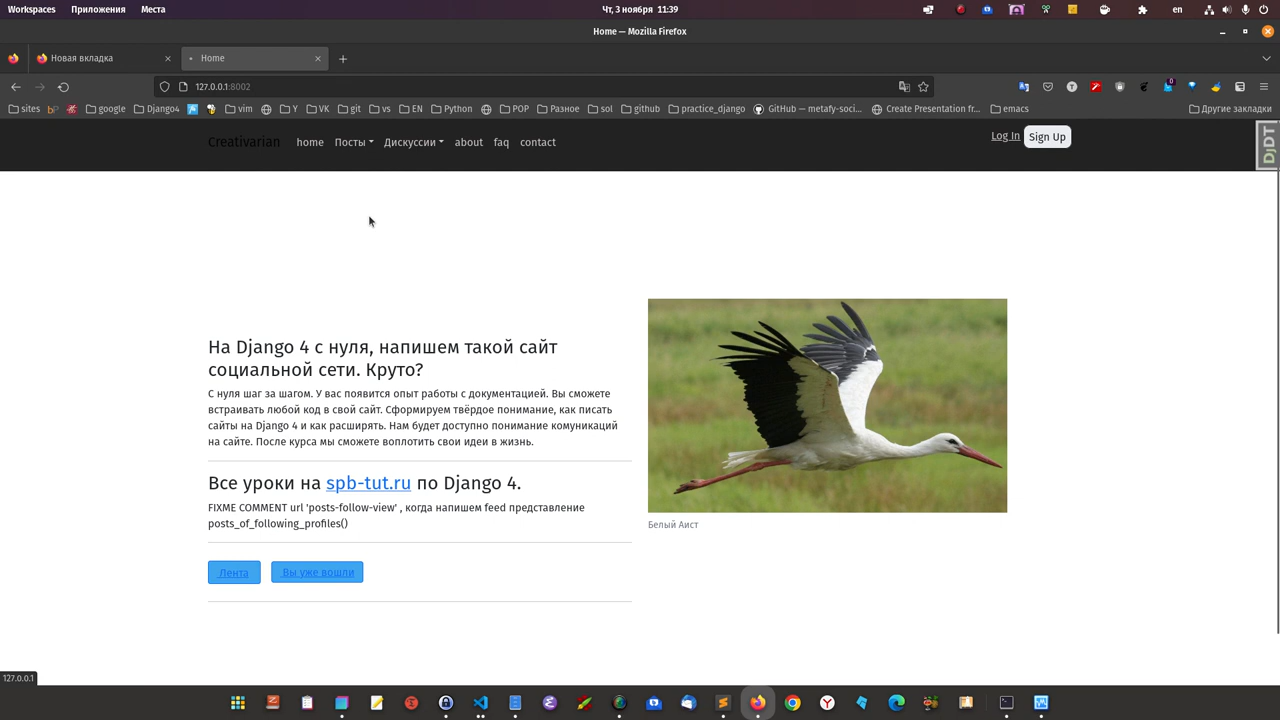 Workspaces Приложения Места Чт, 3 ноября 11:39 en
Home — Mozilla Firefox
Новая вкладка Home
127.0.0.1:8002
sites google Django4 vim Y VK git vs EN Python POP Разное sol github practice_django GitHub — metafy-soci… Create Presentation fr… emacs Другие закладки
Creativarian home Посты Дискуссии about faq contact Log In Sign Up
DjDT
На Django 4 с нуля, напишем такой сайт
социальной сети. Круто?
С нуля шаг за шагом. У вас появится опыт работы с документацией. Вы сможете
встраивать любой код в свой сайт. Сформируем твёрдое понимание, как писать
сайты на Django 4 и как расширять. Нам будет доступно понимание комуникаций
на сайте. После курса мы сможете воплотить свои идеи в жизнь.
Все уроки на spb-tut.ru по Django 4.
FIXME COMMENT url 'posts-follow-view' , когда напишем feed представление
posts_of_following_profiles()
Белый Аист
Лента Вы уже вошли
127.0.0.1